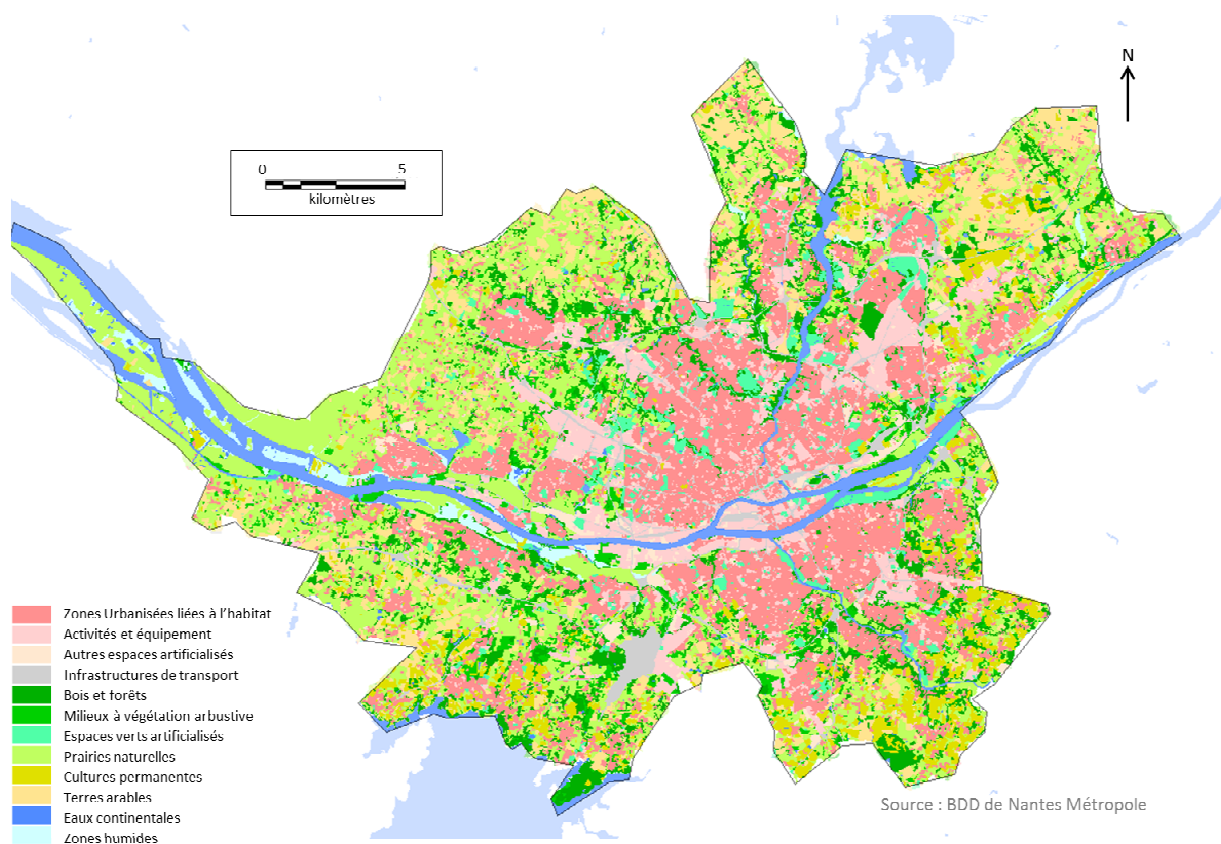 N
0 5
kilomètres
Zones Urbanisées liées à l'habitat
Activités et équipement
Autres espaces artificialisés
Infrastructures de transport
Bois et forêts
Milieux à végétation arbustive
Espaces verts artificialisés
Prairies naturelles
Cultures permanentes
Terres arables
Eaux continentales
Zones humides
Source : BDD de Nantes Métropole